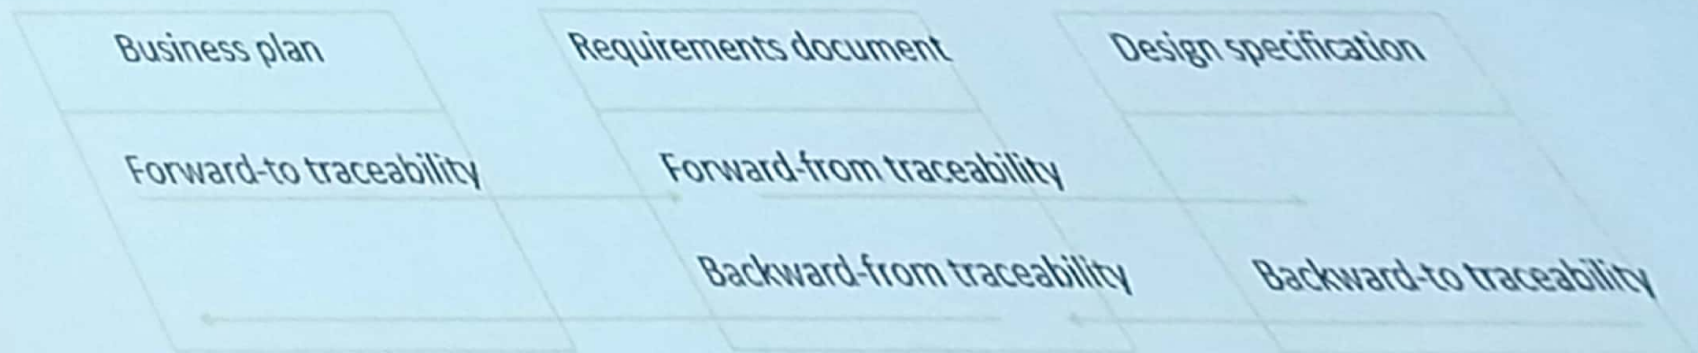 Business plan
Requirements document
Design specification
Forward-to traceability
Forward-from traceability
Backward-from traceability
Backward-to traceability